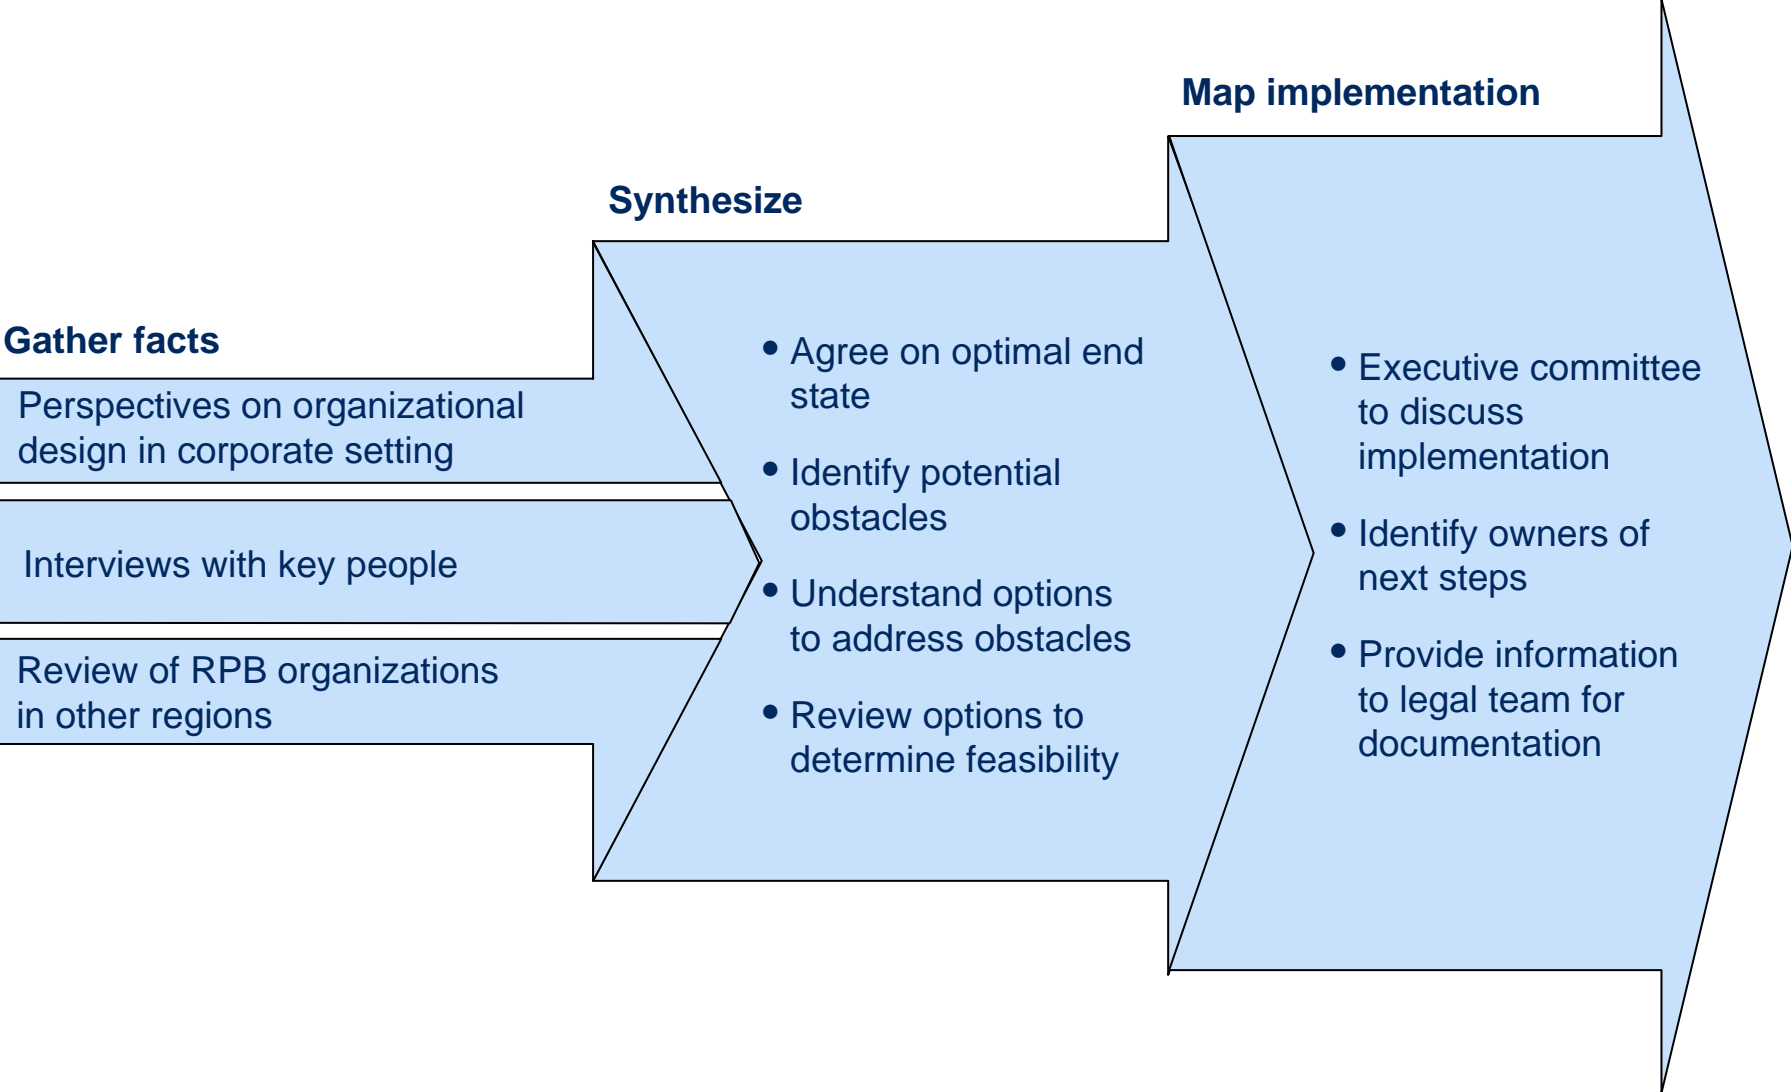 Gather facts
Perspectives on organizational
design in corporate setting
Interviews with key people
Review of RPB organizations
in other regions
Synthesize
• Agree on optimal end
state
• Identify potential
obstacles
• Understand options
to address obstacles
• Review options to
determine feasibility
Map implementation
• Executive committee
to discuss
implementation
• Identify owners of
next steps
• Provide information
to legal team for
documentation